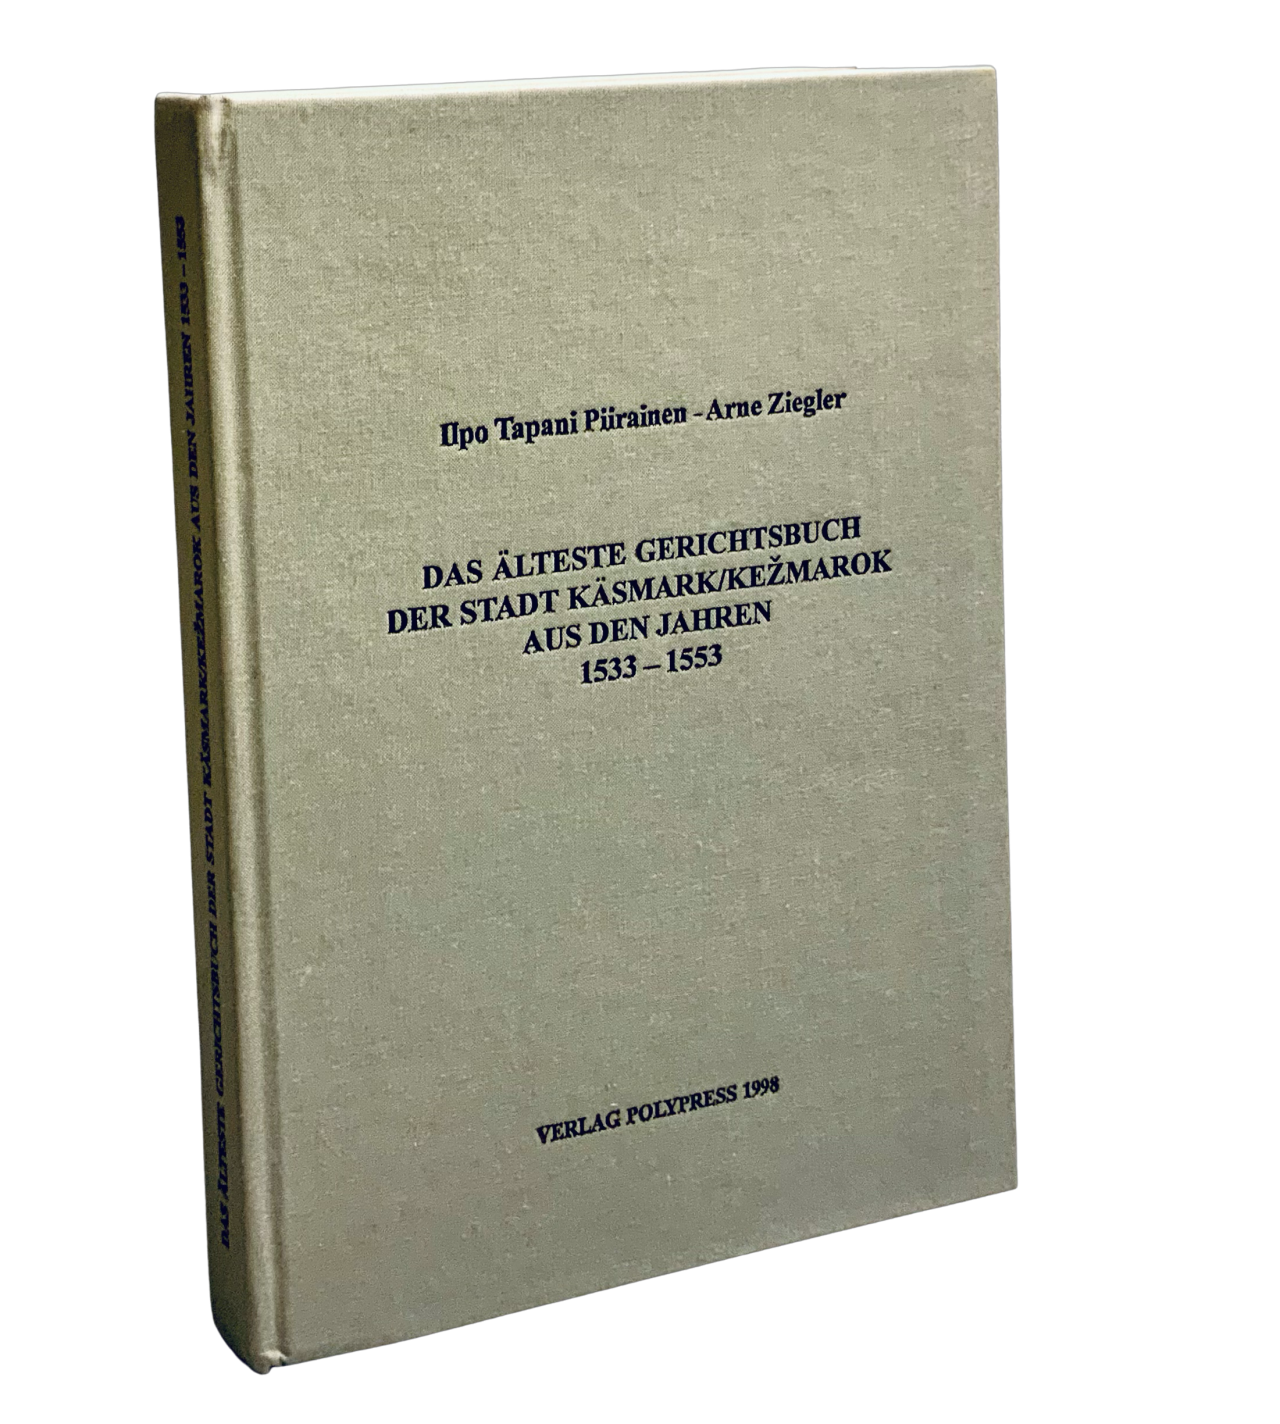 DAS ÄLTESTE GERICHTSBUCH DER STADT KÄSMARK/KEŽMAROK AUS DEN JAHREN 1533 – 1553
Ilpo Tapani Piirainen - Arne Ziegler
DAS ÄLTESTE GERICHTSBUCH
DER STADT KÄSMARK/KEŽMAROK
AUS DEN JAHREN
1533 – 1553
VERLAG POLYPRESS 1998